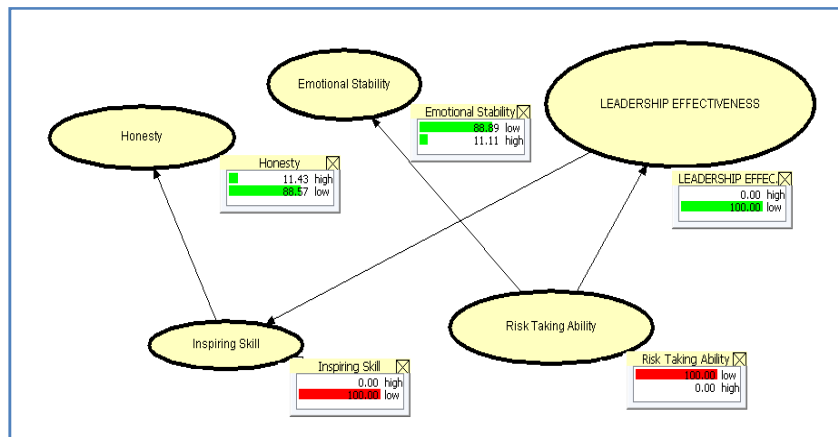 Emotional Stability
LEADERSHIP EFFECTIVENESS
Honesty
Emotional Stability
88.89 low
11.11 high
Honesty
11.43 high
88.57 low
LEADERSHIP EFFEC.
0.00 high
100.00 low
Inspiring Skill
Risk Taking Ability
Inspiring Skill
0.00 high
100.00 low
Risk Taking Ability
100.00 low
0.00 high